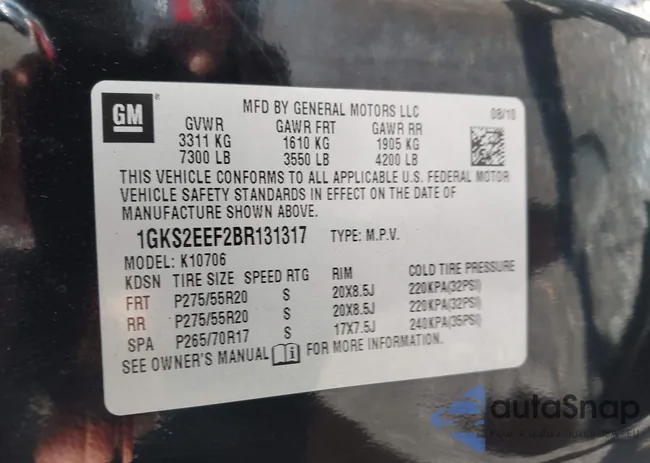 GM
MFD BY GENERAL MOTORS LLC 08/10
GVWR GAWR FRT GAWR RR
3311 KG 1610 KG 1905 KG
7300 LB 3550 LB 4200 LB
THIS VEHICLE CONFORMS TO ALL APPLICABLE U.S. FEDERAL MOTOR
VEHICLE SAFETY STANDARDS IN EFFECT ON THE DATE OF
MANUFACTURE SHOWN ABOVE.
1GKS2EEF2BR131317 TYPE: M.P.V.
MODEL: K10706
KDSN TIRE SIZE SPEED RTG RIM COLD TIRE PRESSURE
FRT P275/55R20 S 20X8.5J 220KPA(32PSI)
RR P275/55R20 S 20X8.5J 220KPA(32PSI)
SPA P265/70R17 S 17X7.5J 240KPA(35PSI)
SEE OWNER'S MANUAL FOR MORE INFORMATION.
autoSnap